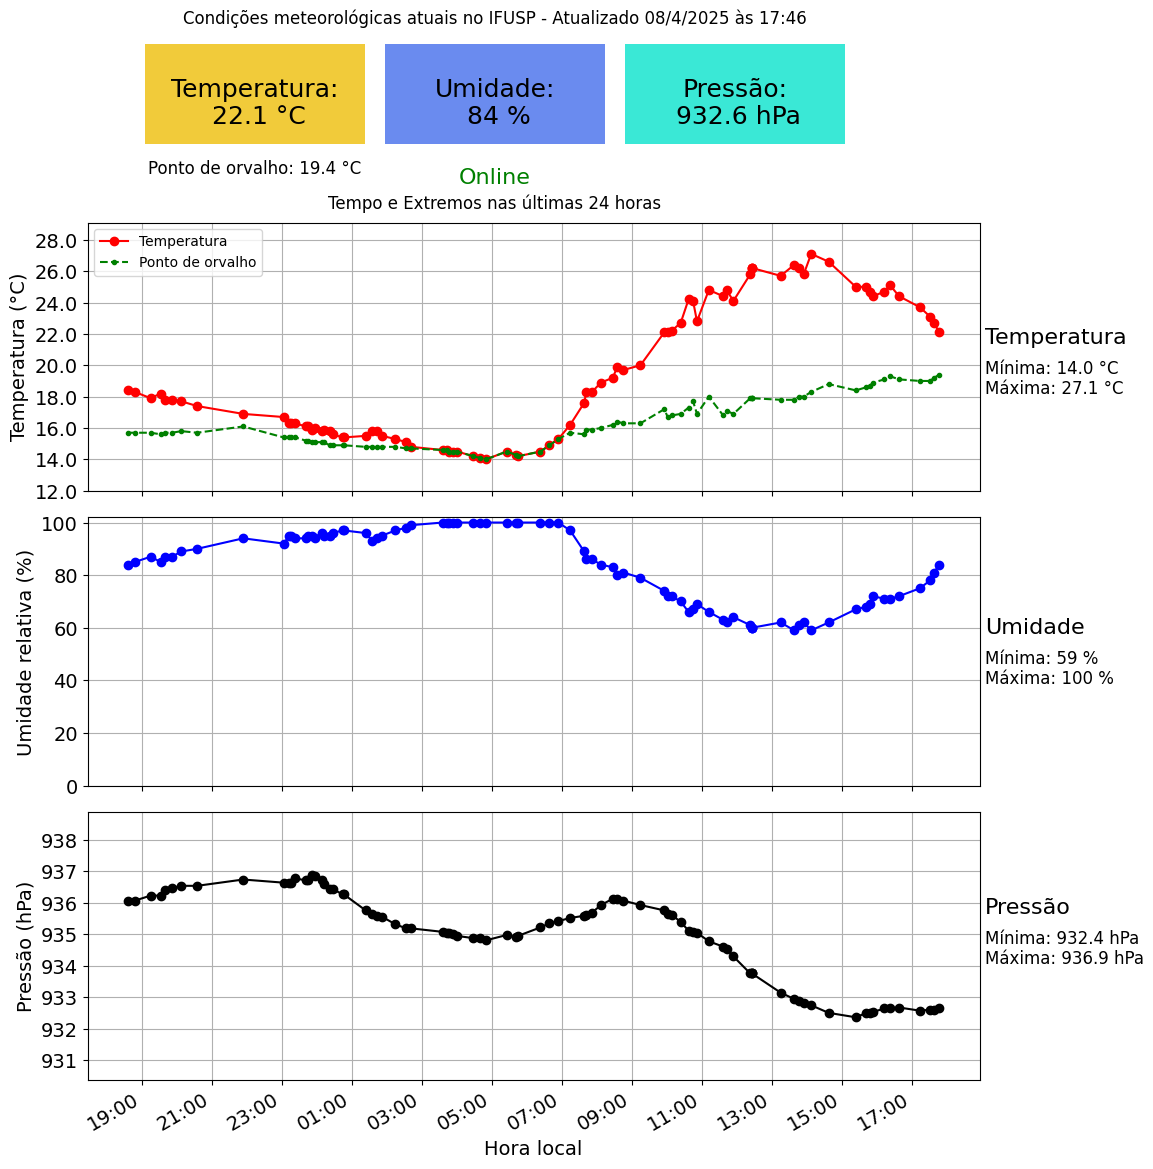 Condições meteorológicas atuais no IFUSP - Atualizado 08/4/2025 às 17:46
Temperatura:
22.1 °C
Umidade:
84 %
Pressão:
932.6 hPa
Ponto de orvalho: 19.4 °C
Online
Tempo e Extremos nas últimas 24 horas
Temperatura (°C)
28.0
26.0
24.0
22.0
20.0
18.0
16.0
14.0
12.0
Temperatura
Ponto de orvalho
Temperatura
Mínima: 14.0 °C
Máxima: 27.1 °C
Umidade relativa (%)
100
80
60
40
20
0
Umidade
Mínima: 59 %
Máxima: 100 %
Pressão (hPa)
938
937
936
935
934
933
932
931
Pressão
Mínima: 932.4 hPa
Máxima: 936.9 hPa
19:00 21:00 23:00 01:00 03:00 05:00 07:00 09:00 11:00 13:00 15:00 17:00
Hora local